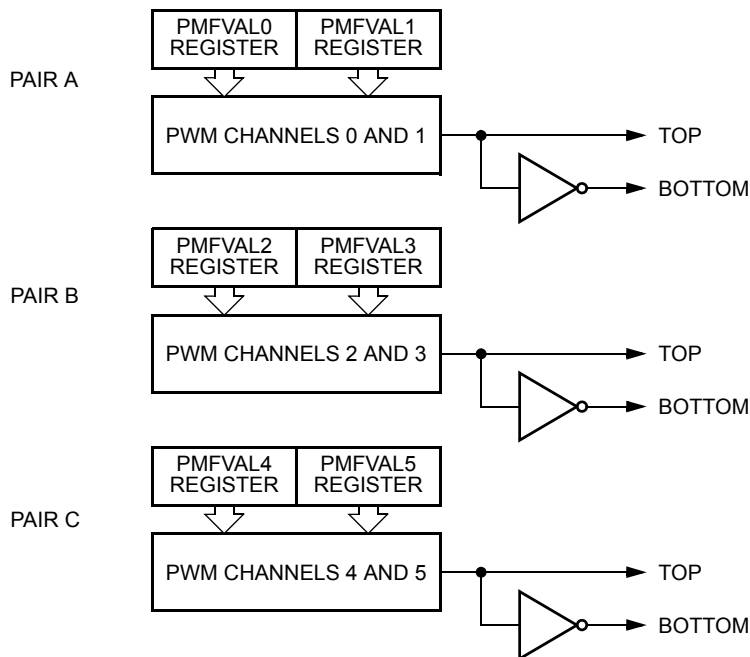 PAIR A
PMFVAL0 REGISTER
PMFVAL1 REGISTER
PWM CHANNELS 0 AND 1
TOP
BOTTOM
PAIR B
PMFVAL2 REGISTER
PMFVAL3 REGISTER
PWM CHANNELS 2 AND 3
TOP
BOTTOM
PAIR C
PMFVAL4 REGISTER
PMFVAL5 REGISTER
PWM CHANNELS 4 AND 5
TOP
BOTTOM